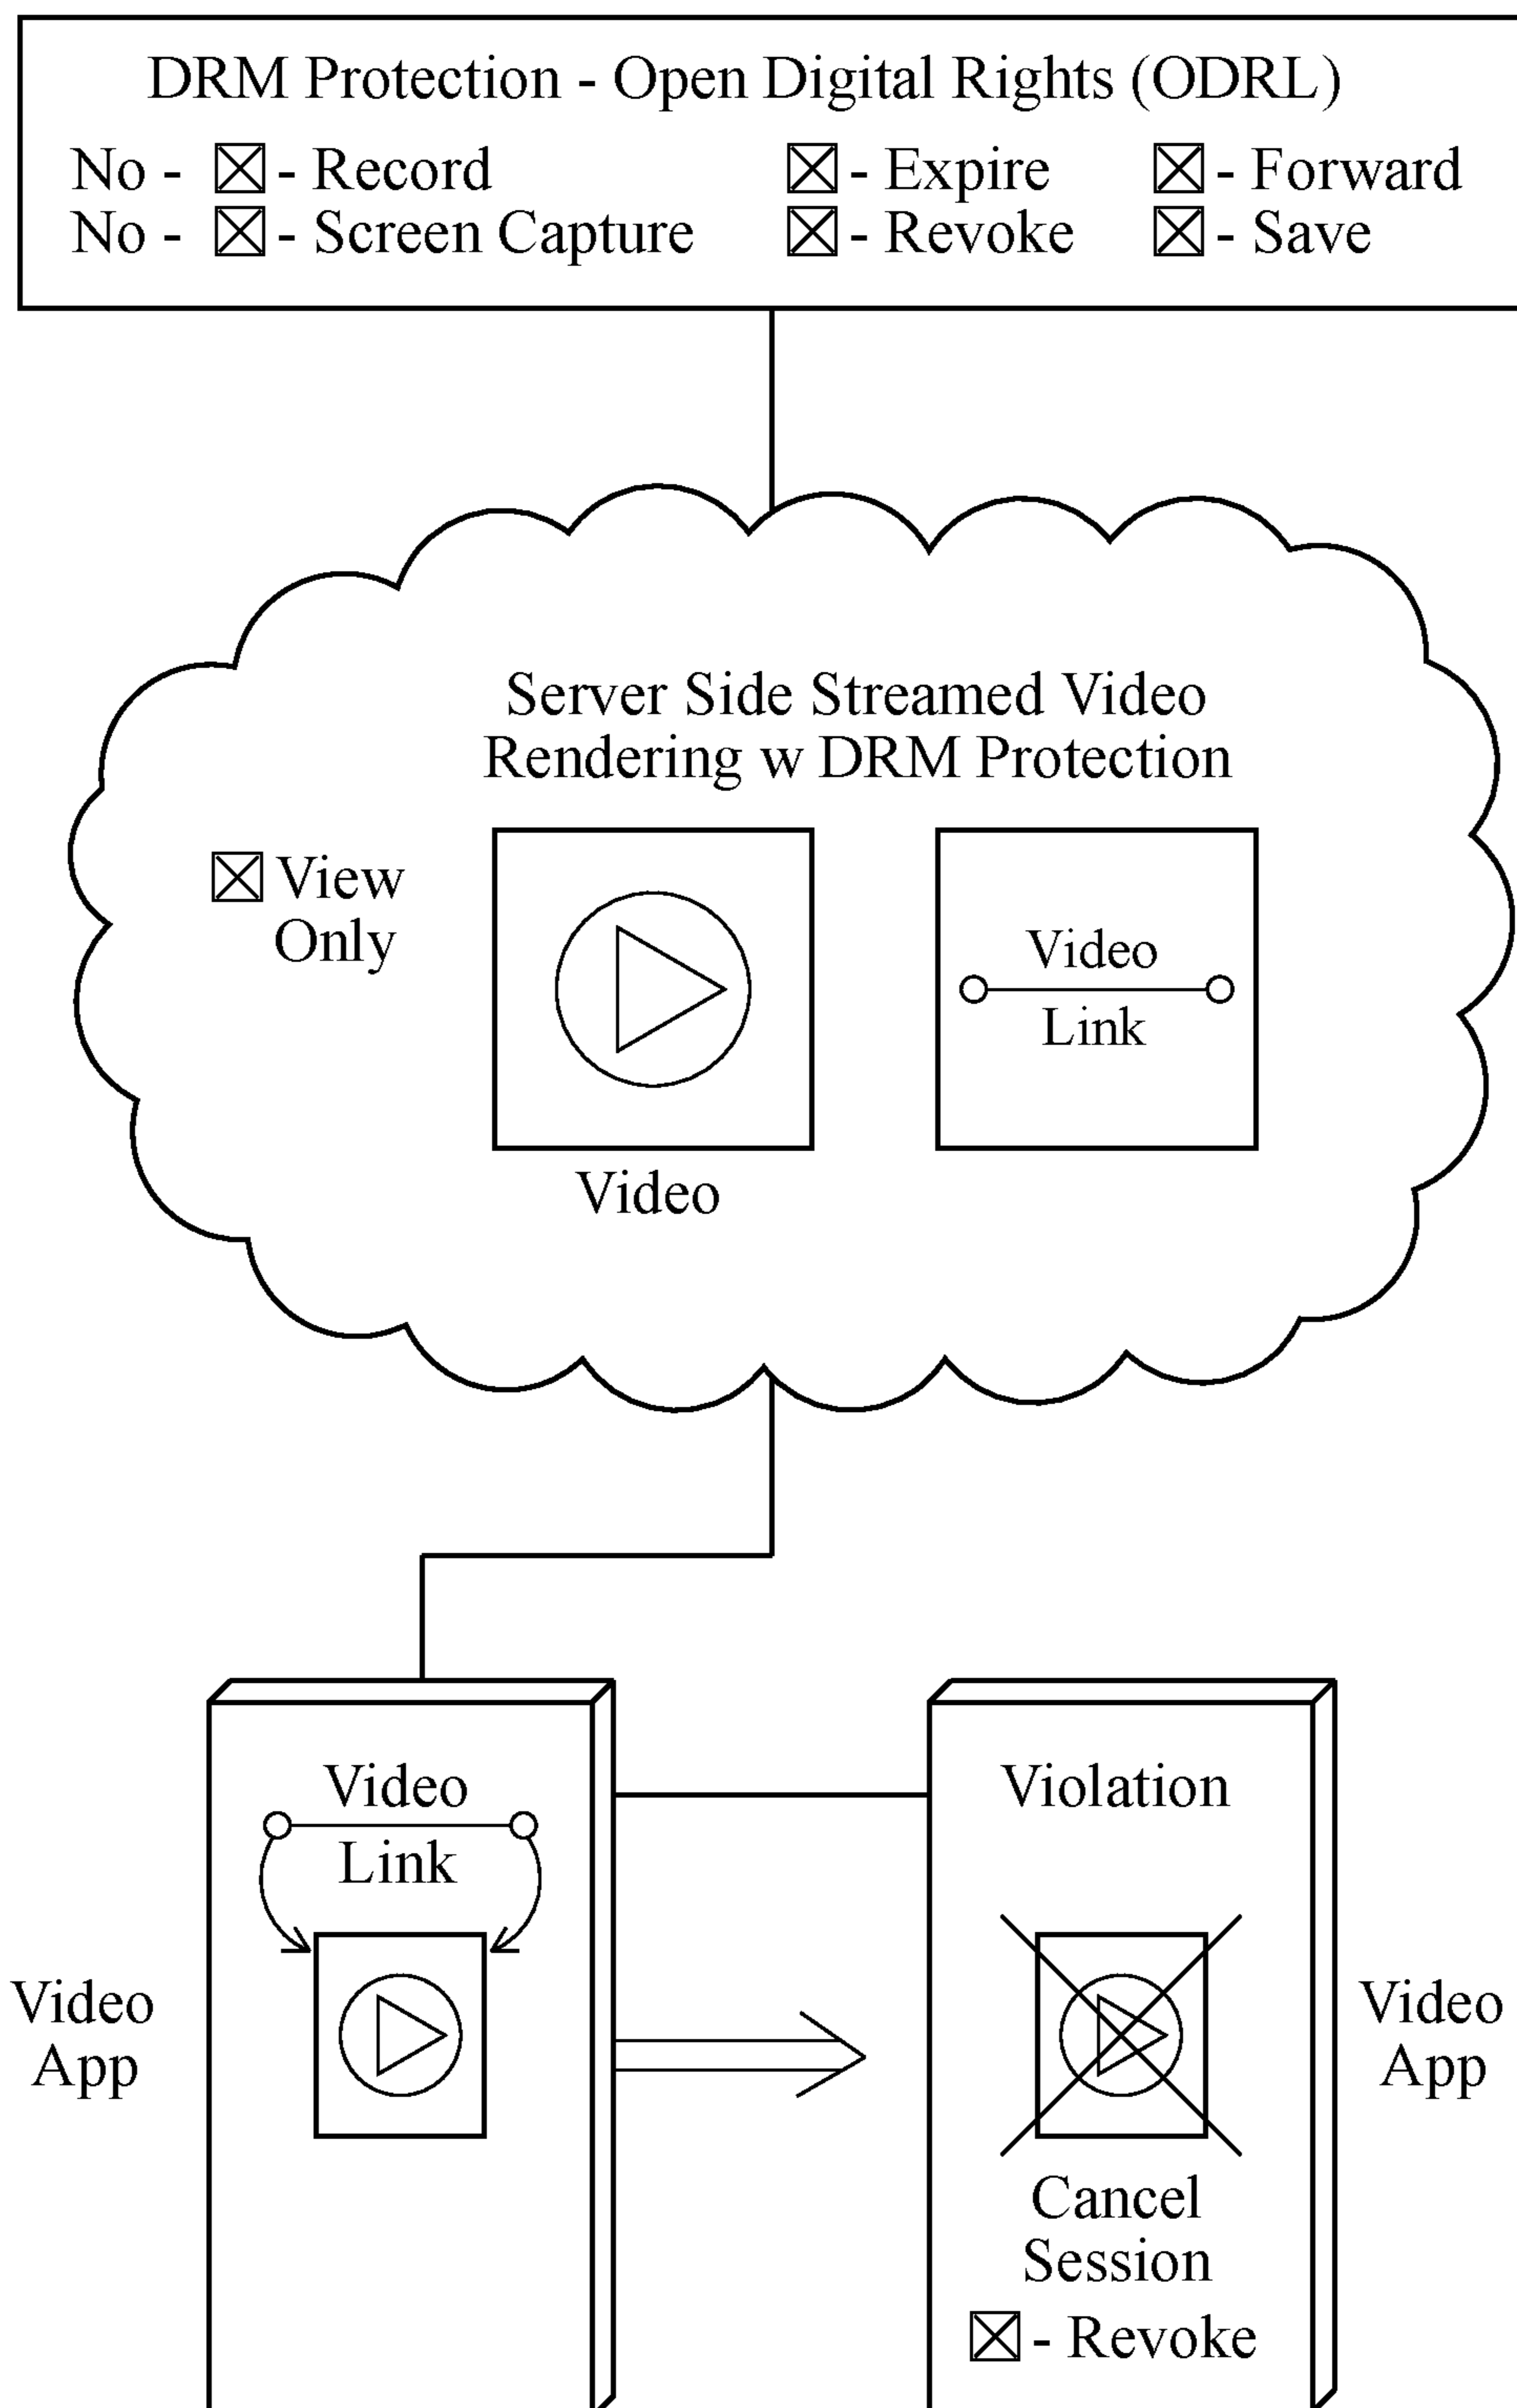 DRM Protection - Open Digital Rights (ODRL)
No - ☒ - Record ☒ - Expire ☒ - Forward
No - ☒ - Screen Capture ☒ - Revoke ☒ - Save
Server Side Streamed Video
Rendering w DRM Protection
☒ View
Only
Video
Link
Video
Video
Link
Video
App
Violation
Cancel
Session
☒ - Revoke
Video
App